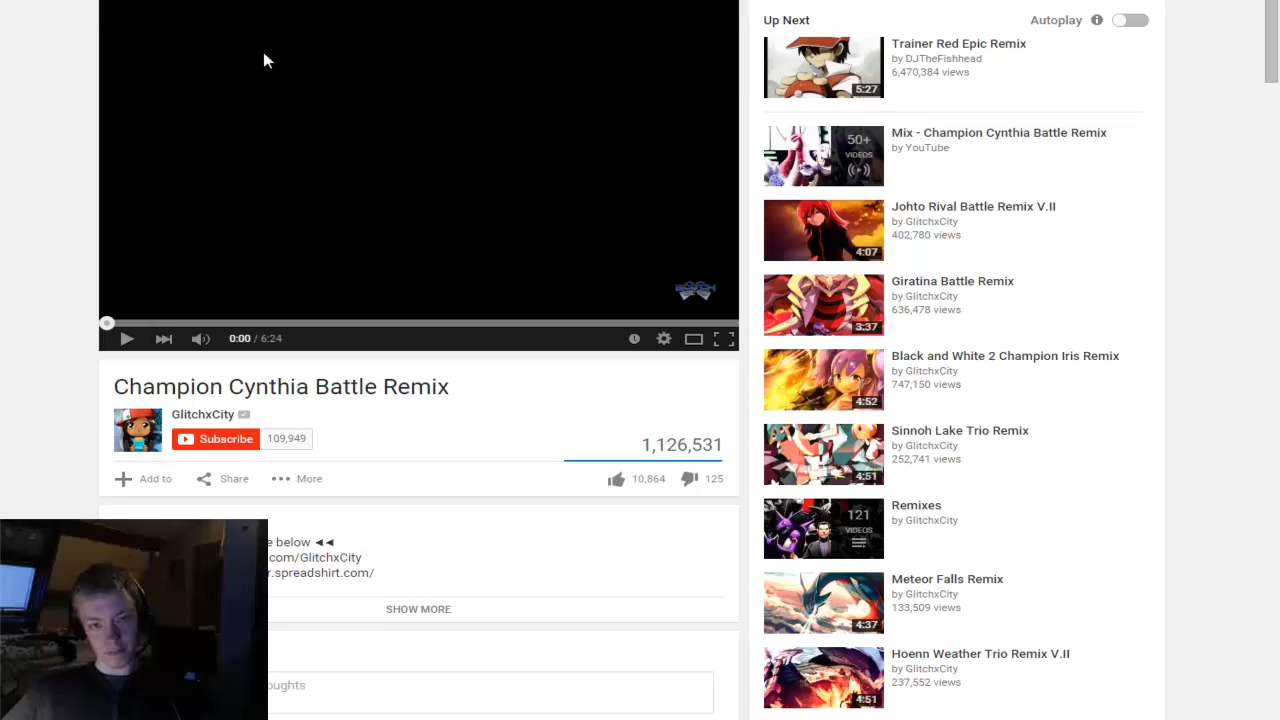 0:00 / 6:24
Champion Cynthia Battle Remix
GlitchxCity
Subscribe 109,949
1,126,531
Add to Share More 10,864 125
e below ◄◄
com/GlitchxCity
r.spreadshirt.com/
SHOW MORE
oughts
Up Next Autoplay
Trainer Red Epic Remix
by DJTheFishhead
6,470,384 views
5:27
Mix - Champion Cynthia Battle Remix
by YouTube
50+
VIDEOS
Johto Rival Battle Remix V.II
by GlitchxCity
402,780 views
4:07
Giratina Battle Remix
by GlitchxCity
636,478 views
3:37
Black and White 2 Champion Iris Remix
by GlitchxCity
747,150 views
4:52
Sinnoh Lake Trio Remix
by GlitchxCity
252,741 views
4:51
Remixes
by GlitchxCity
121
VIDEOS
Meteor Falls Remix
by GlitchxCity
133,509 views
4:37
Hoenn Weather Trio Remix V.II
by GlitchxCity
237,552 views
4:51